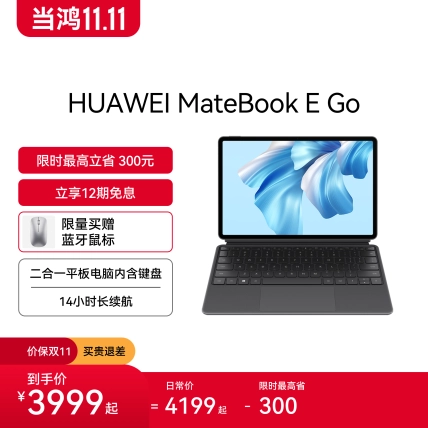 当鸿11.11
HUAWEI MateBook E Go
限时最高立省 300元
立享12期免息
限量买赠
蓝牙鼠标
二合一平板电脑内含键盘
14小时长续航
价保双11 买贵退差
到手价 日常价 限时最高省
¥3999起 = 4199起 - 300